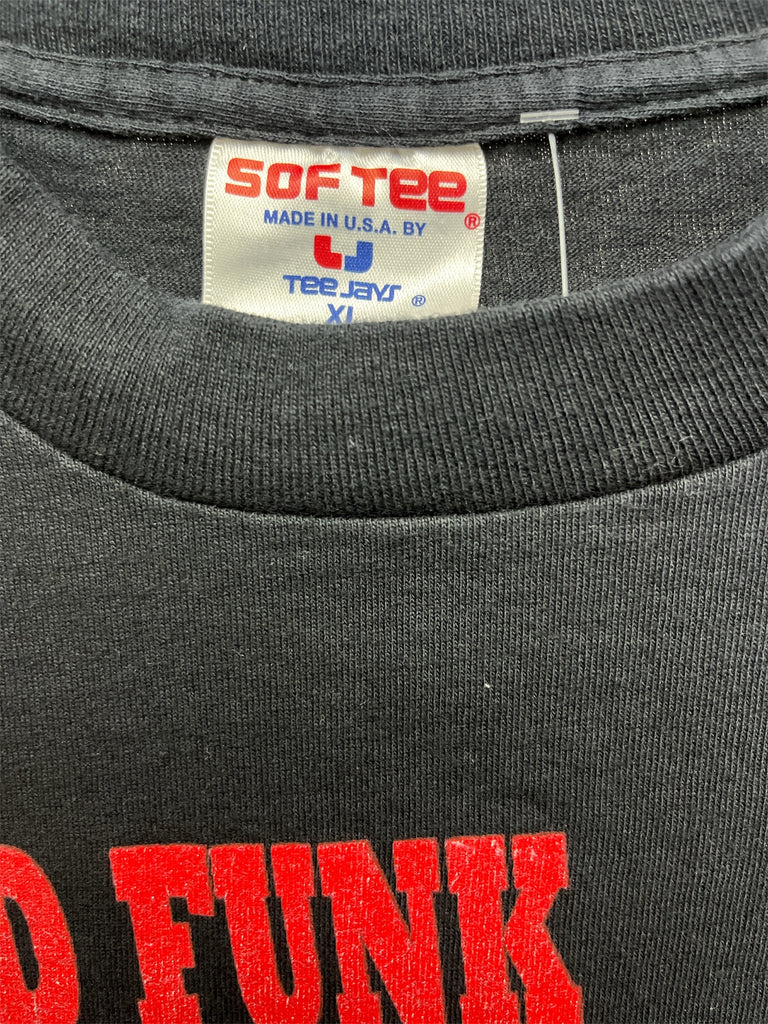 SOF TEE ®
MADE IN U.S.A. BY
TEE JAYS ®
XL
FUNK